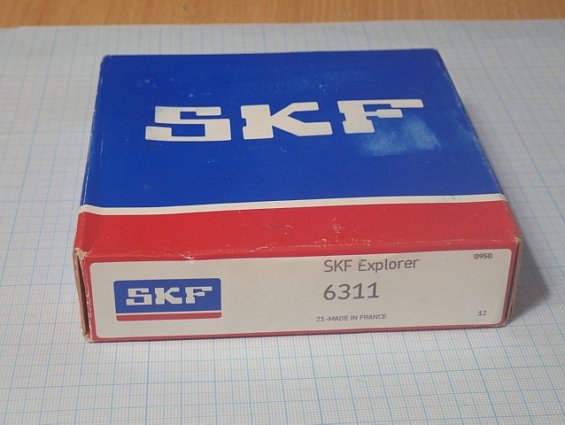 SKF
SKF
SKF Explorer
0950
6311
21-MADE IN FRANCE
12